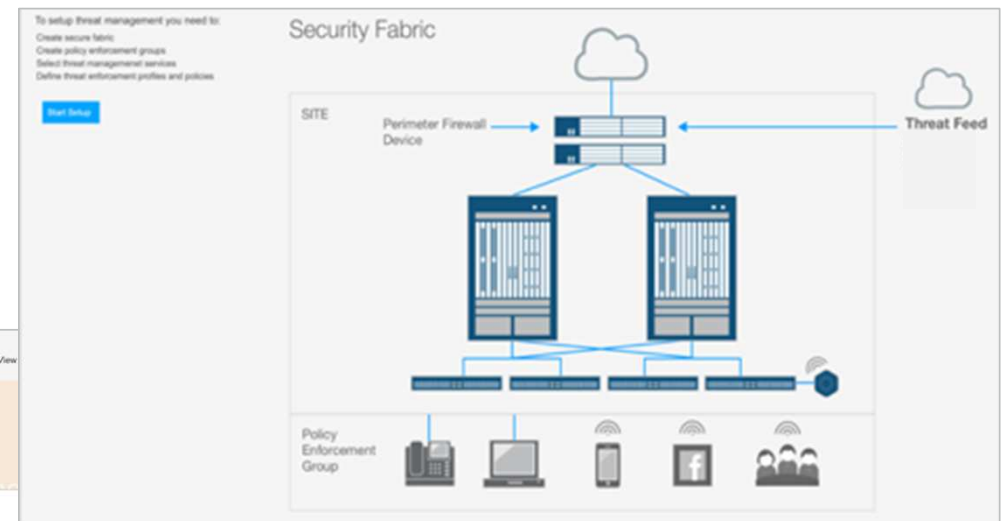 To setup threat management you need to:
Create secure fabric
Create policy enforcement groups
Select threat managemenet services
Define threat enforcement profiles and policies
Start Setup
Security Fabric
SITE
Perimeter Firewall
Device
Threat Feed
View
Policy
Enforcement
Group
f